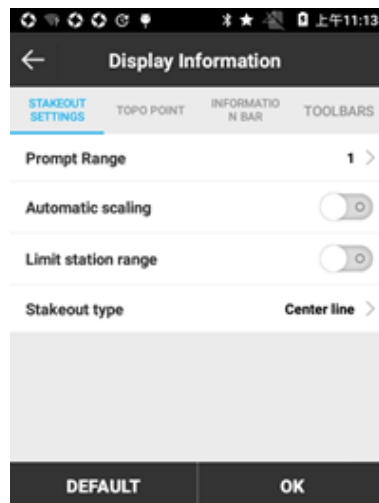 上午11:13
Display Information
STAKEOUT
SETTINGS
TOPO POINT
INFORMATIO
N BAR
TOOLBARS
Prompt Range
1
Automatic scaling
Limit station range
Stakeout type
Center line
DEFAULT
OK